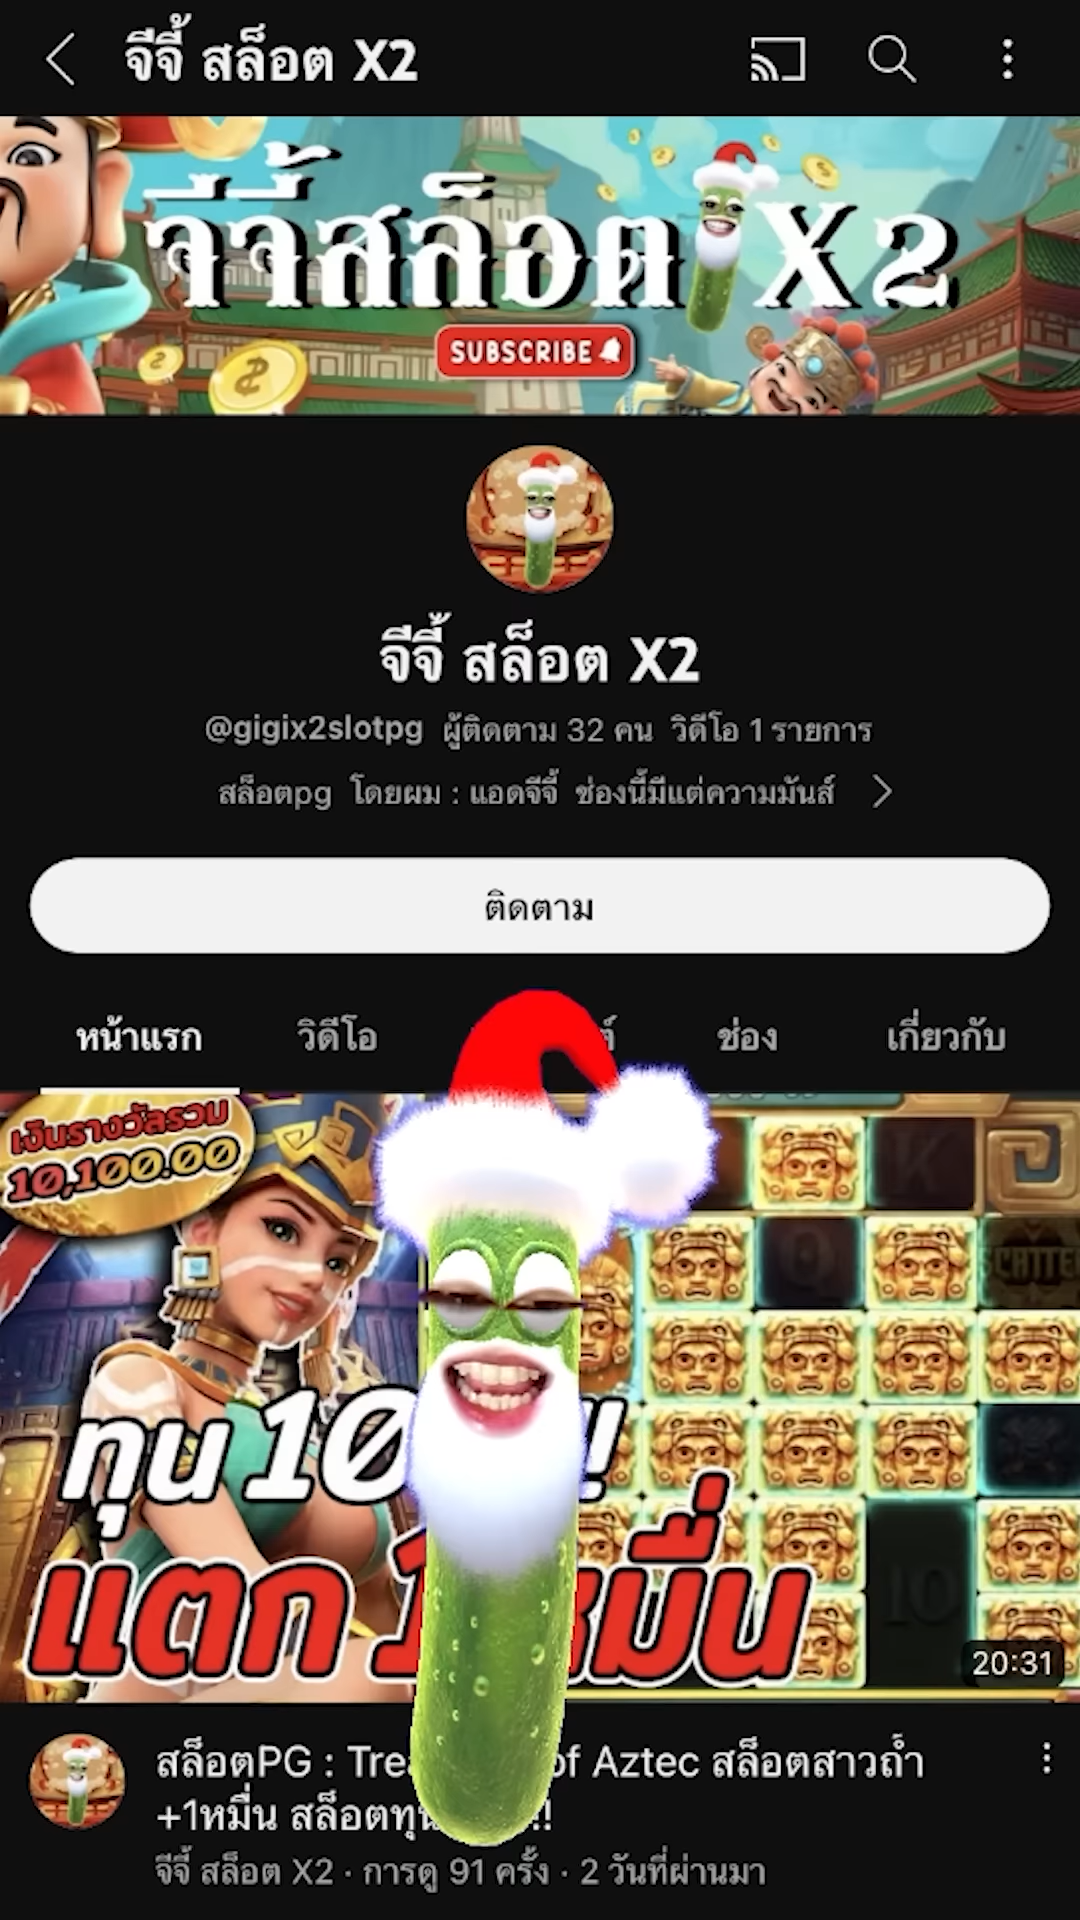 จีจี้ สล็อต X2
จีจี้สล็อต X2
SUBSCRIBE
จีจี้ สล็อต X2
@gigix2slotpg ผู้ติดตาม 32 คน วิดีโอ 1 รายการ
สล็อตpg โดยผม : แอดจีจี้ ช่องนี้มีแต่ความมันส์
ติดตาม
หน้าแรก วิดีโอ ช่อง เกี่ยวกับ
เงินรางวัลรวม
10,100.00
ทุน 10 !
แตก 1หมื่น
20:31
สล็อตPG : Trea of Aztec สล็อตสาวถ้ำ
+1หมื่น สล็อตทุน !!
จีจี้ สล็อต X2 · การดู 91 ครั้ง · 2 วันที่ผ่านมา